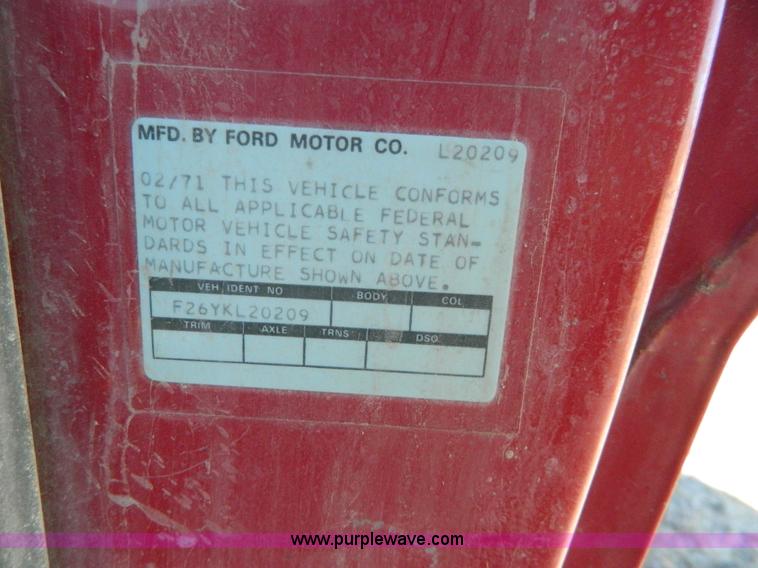 MFD. BY FORD MOTOR CO. L20209
02/71 THIS VEHICLE CONFORMS
TO ALL APPLICABLE FEDERAL
MOTOR VEHICLE SAFETY STAN-
DARDS IN EFFECT ON DATE OF
MANUFACTURE SHOWN ABOVE.
VEH. IDENT NO BODY COL
F26YKL20209
TRIM AXLE TRNS DSO
www.purplewave.com